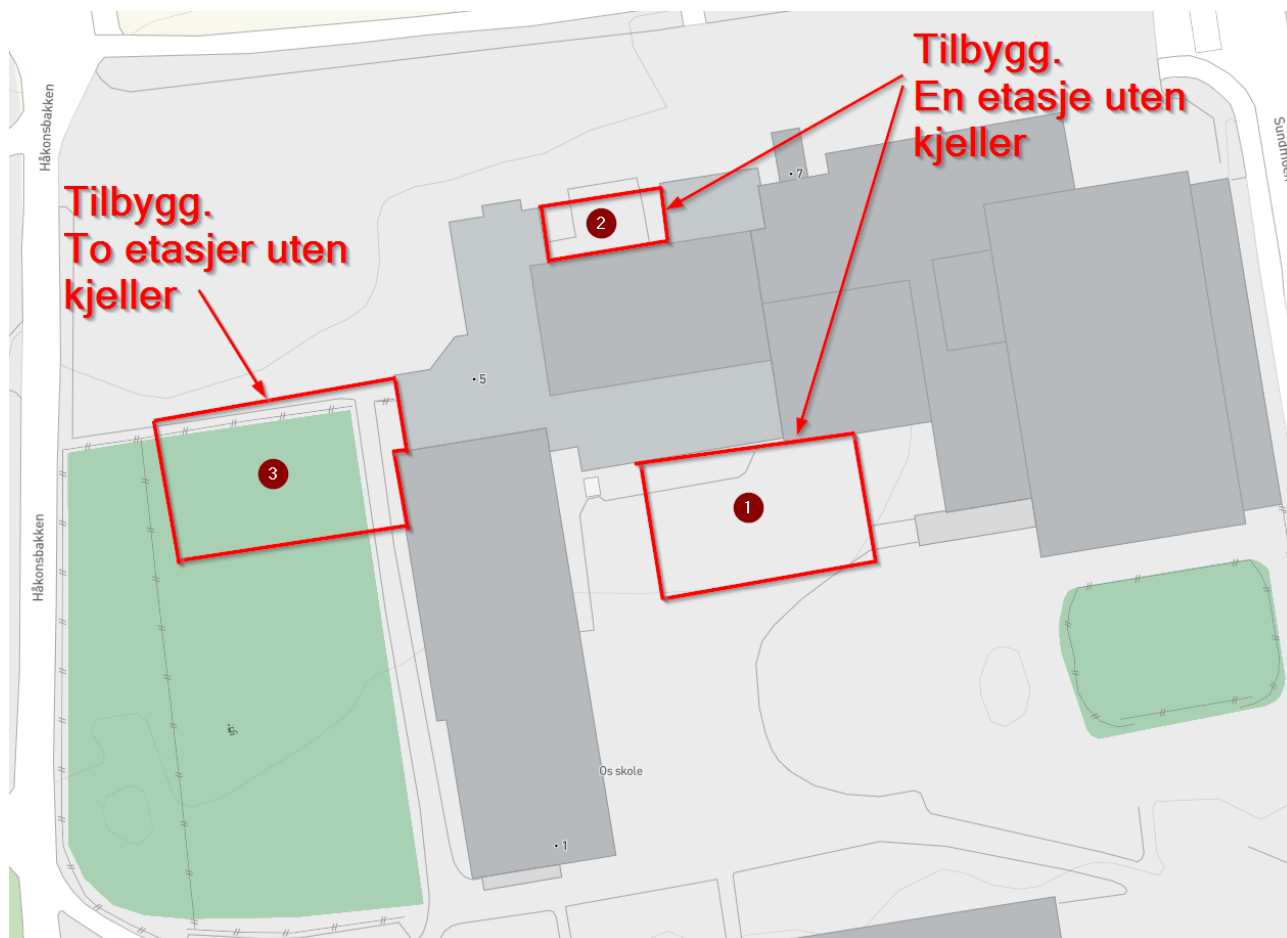 Tilbygg.
En etasje uten
kjeller
Håkonsbakken
Sundmoen
7
Tilbygg.
To etasjer uten
kjeller
2
5
3
1
Håkonsbakken
Os skole
1